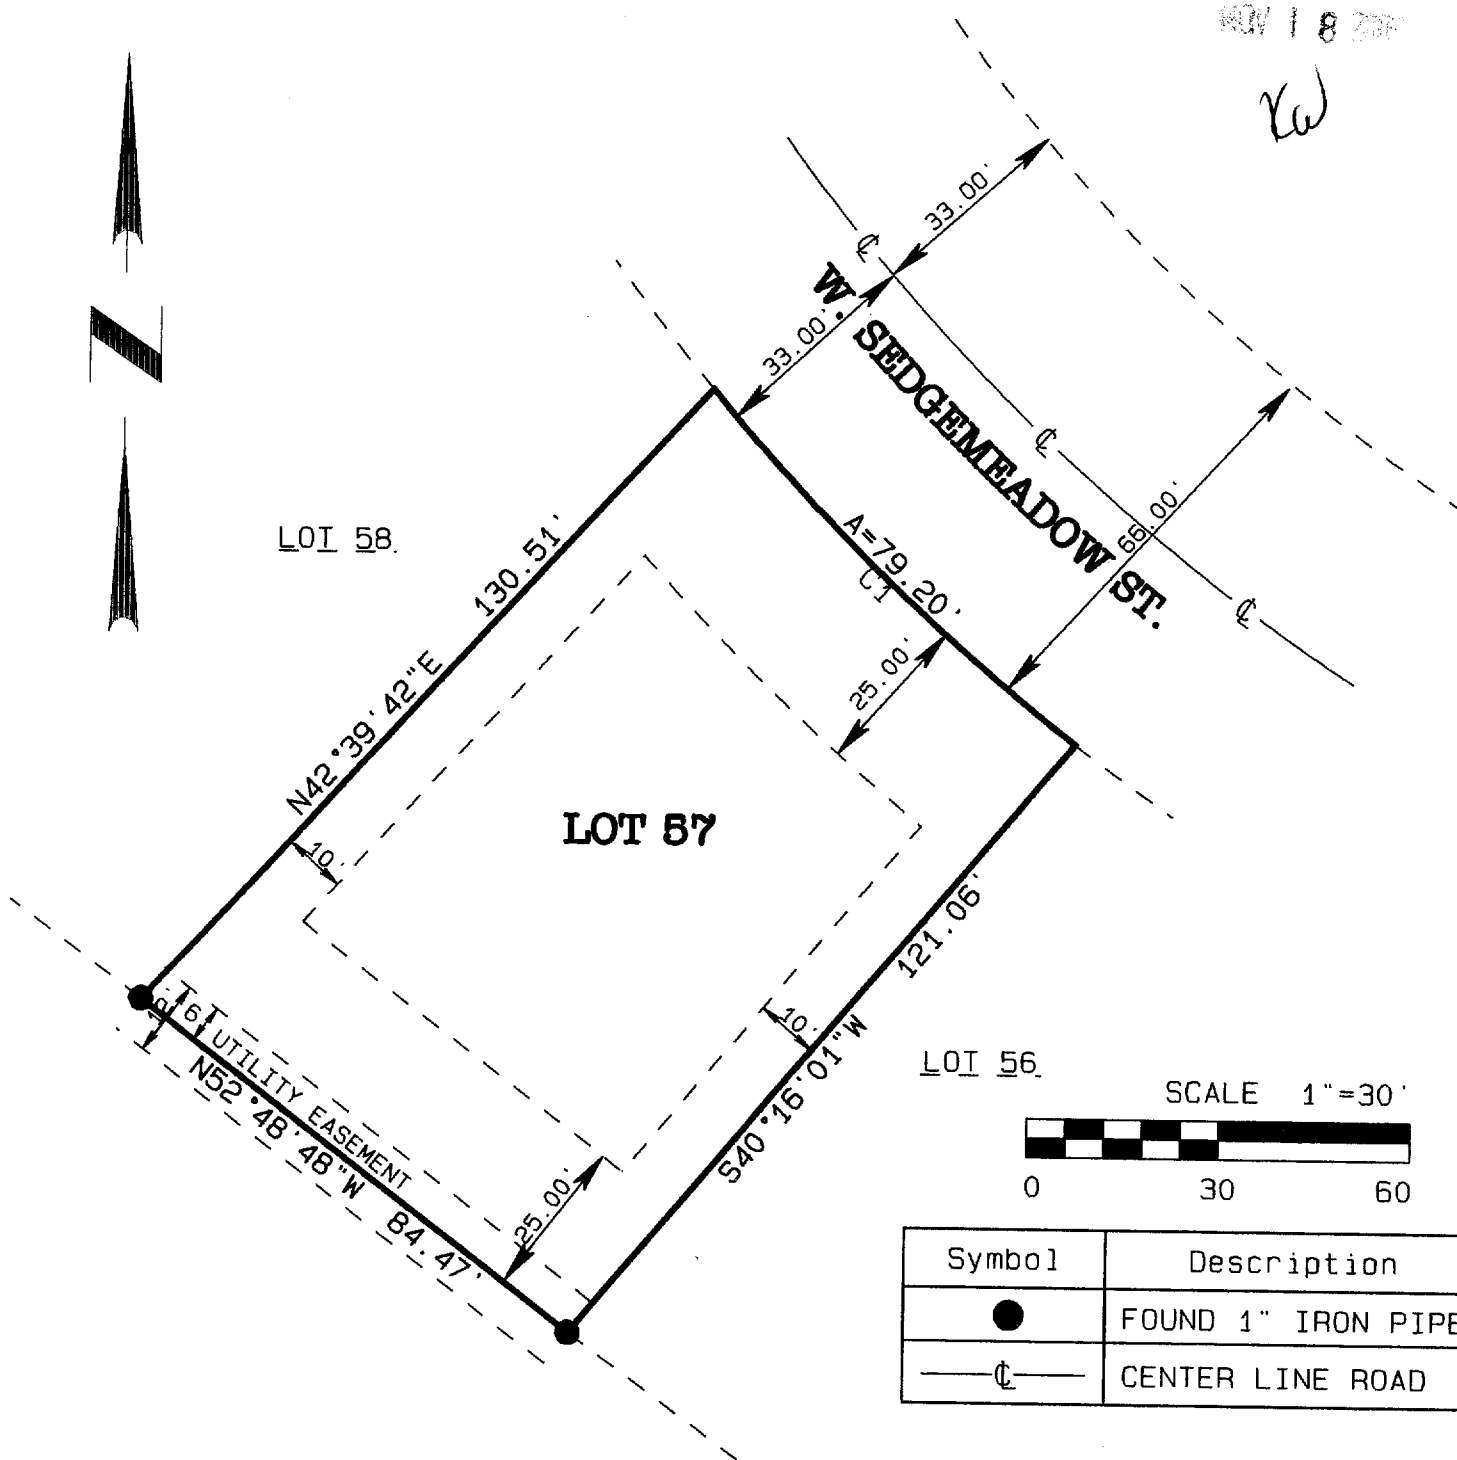 NOV 18
N
33.00'
℄
W. SEDGEMEADOW ST.
33.00'
℄
66.00'
℄
A=79.20'
C1
LOT 58
130.51'
N42°39'42"E
25.00'
LOT 57
10'
121.06'
S40°16'01"W
10'
6'
UTILITY EASEMENT
N52°48'48"W 84.47'
25.00'
LOT 56
SCALE 1"=30'
0 30 60
Symbol Description
FOUND 1" IRON PIPE
℄ CENTER LINE ROAD